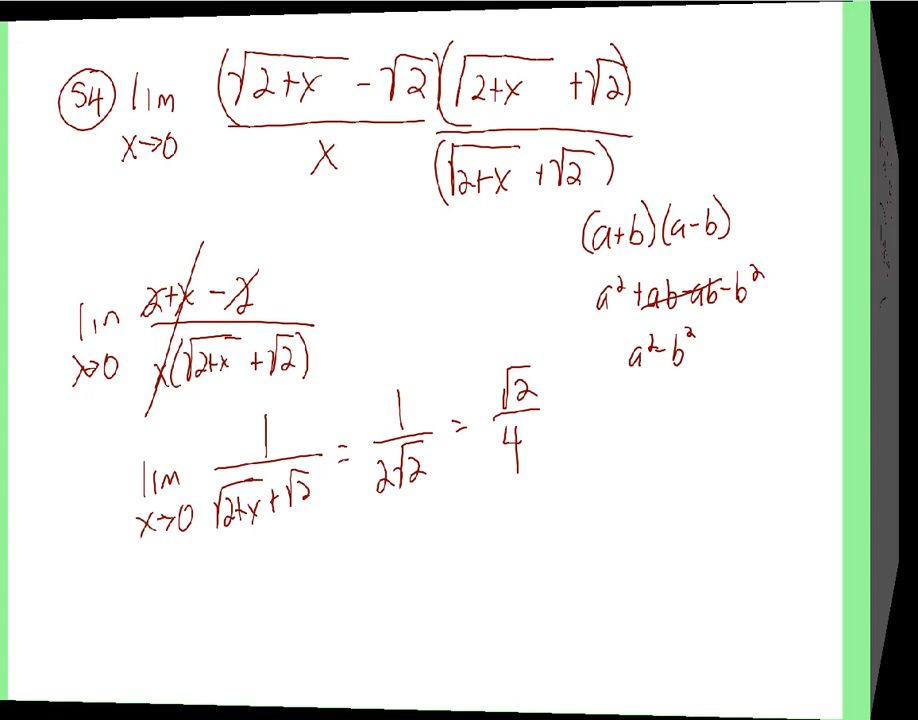 54 lim x→0 (√(2+x) - √2)(√(2+x) + √2) / x (√(2+x) + √2)
(a+b)(a-b)
a² + ab - ab - b²
a² - b²
lim x→0 2+x - 2 / x(√(2+x) + √2)
lim x→0 1 / √(2+x) + √2 = 1 / 2√2 = √2 / 4